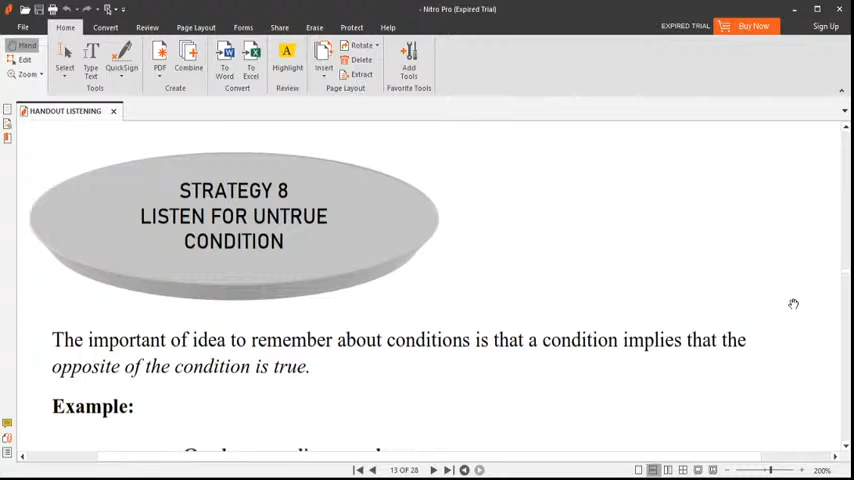 - Nitro Pro (Expired Trial)
File Home Convert Review Page Layout Forms Share Erase Protect Help
EXPIRED TRIAL Buy Now Sign Up
Hand
Edit
Zoom
Select
Type Text
QuickSign
Tools
PDF
Combine
Create
To Word
To Excel
Convert
Highlight
Review
Insert
Rotate
Delete
Extract
Page Layout
Add Tools
Favorite Tools
HANDOUT LISTENING
STRATEGY 8
LISTEN FOR UNTRUE
CONDITION
The important of idea to remember about conditions is that a condition implies that the
opposite of the condition is true.
Example:
13 OF 28
200%